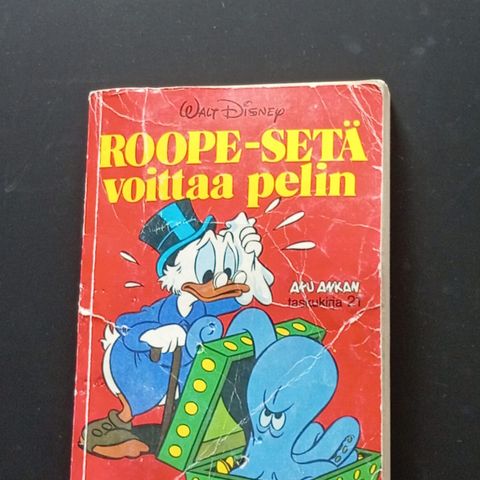 WALT DISNEY
ROOPE-SETÄ
voittaa pelin
AKU ANKAN
taskukirja 21